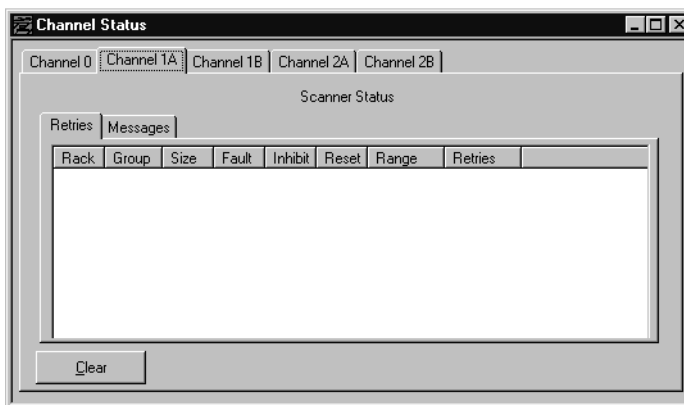 Channel Status
Channel 0 Channel 1A Channel 1B Channel 2A Channel 2B
Scanner Status
Retries Messages
Rack Group Size Fault Inhibit Reset Range Retries
Clear